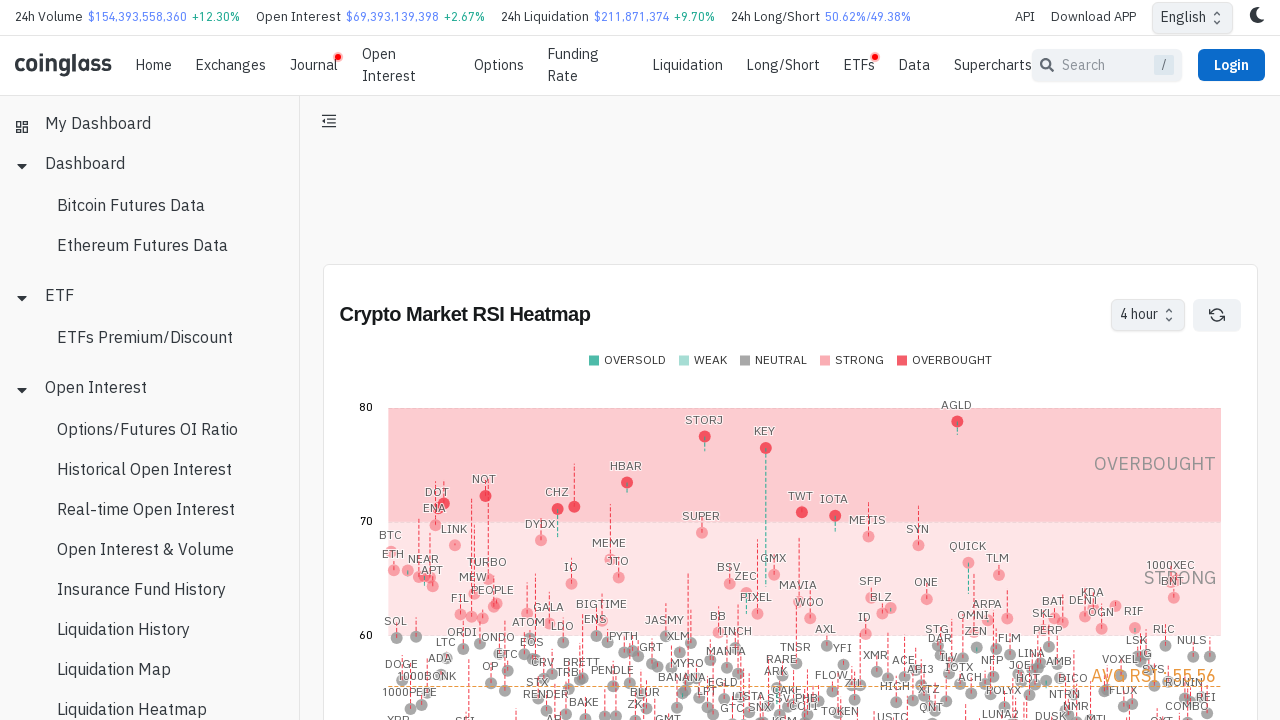 24h Volume $154,393,558,360 +12.30% Open Interest $69,393,139,398 +2.67% 24h Liquidation $211,871,374 +9.70% 24h Long/Short 50.62%/49.38% API Download APP English
coinglass Home Exchanges Journal Open Interest Options Funding Rate Liquidation Long/Short ETFs Data Supercharts Search / Login
My Dashboard
Dashboard
Bitcoin Futures Data
Ethereum Futures Data
ETF
ETFs Premium/Discount
Open Interest
Options/Futures OI Ratio
Historical Open Interest
Real-time Open Interest
Open Interest & Volume
Insurance Fund History
Liquidation History
Liquidation Map
Liquidation Heatmap
Crypto Market RSI Heatmap 4 hour
OVERSOLD WEAK NEUTRAL STRONG OVERBOUGHT
80
AGLD
STORJ
KEY
OVERBOUGHT
HBAR
NOT
DOT CHZ TWT IOTA
ENA
70
SUPER METIS
LINK DYDX SYN
BTC
MEME QUICK
ETH NEAR JTO GMX TLM
TURBO IO BSV 1000XEC
APT ZEC STRONG
MEW SFP ONE BNT
PEOPLE MAVIA
FIL PIXEL WOO BLZ KDA
GALA BIGTIME ARPA BAT DENT
SOL ATOM ENS BB ID OMNI SKL OGN RIF
60
ORDI LDO JASMY 1INCH AXL STG ZEN PERP RLC
LTC ONDO EOS PYTH XLM DAR FLM LSK NULS
ETC GRT MANTA TNSR YFI
DOGE ADA OP CRV BRETT MYRO RARE XMR ACE ILV NFP LINA AMB VOXEL
1000BONK TRB PENDLE BANANA ARK FLOW API3 IOTX JOE SYS
AVG RSI : 55.56
STX EGLD ZIL HIGH ACH HOT DICO
1000PEPE RENDER BLUR LPT CAKE XTZ POLYX NTRN FLUX RONIN
BAKE ZK LISTA SSV PHB QNT NMR COMBO REI
XRP GMT GTC SNX TOKEN USTC LUNA2 DUSK MTL